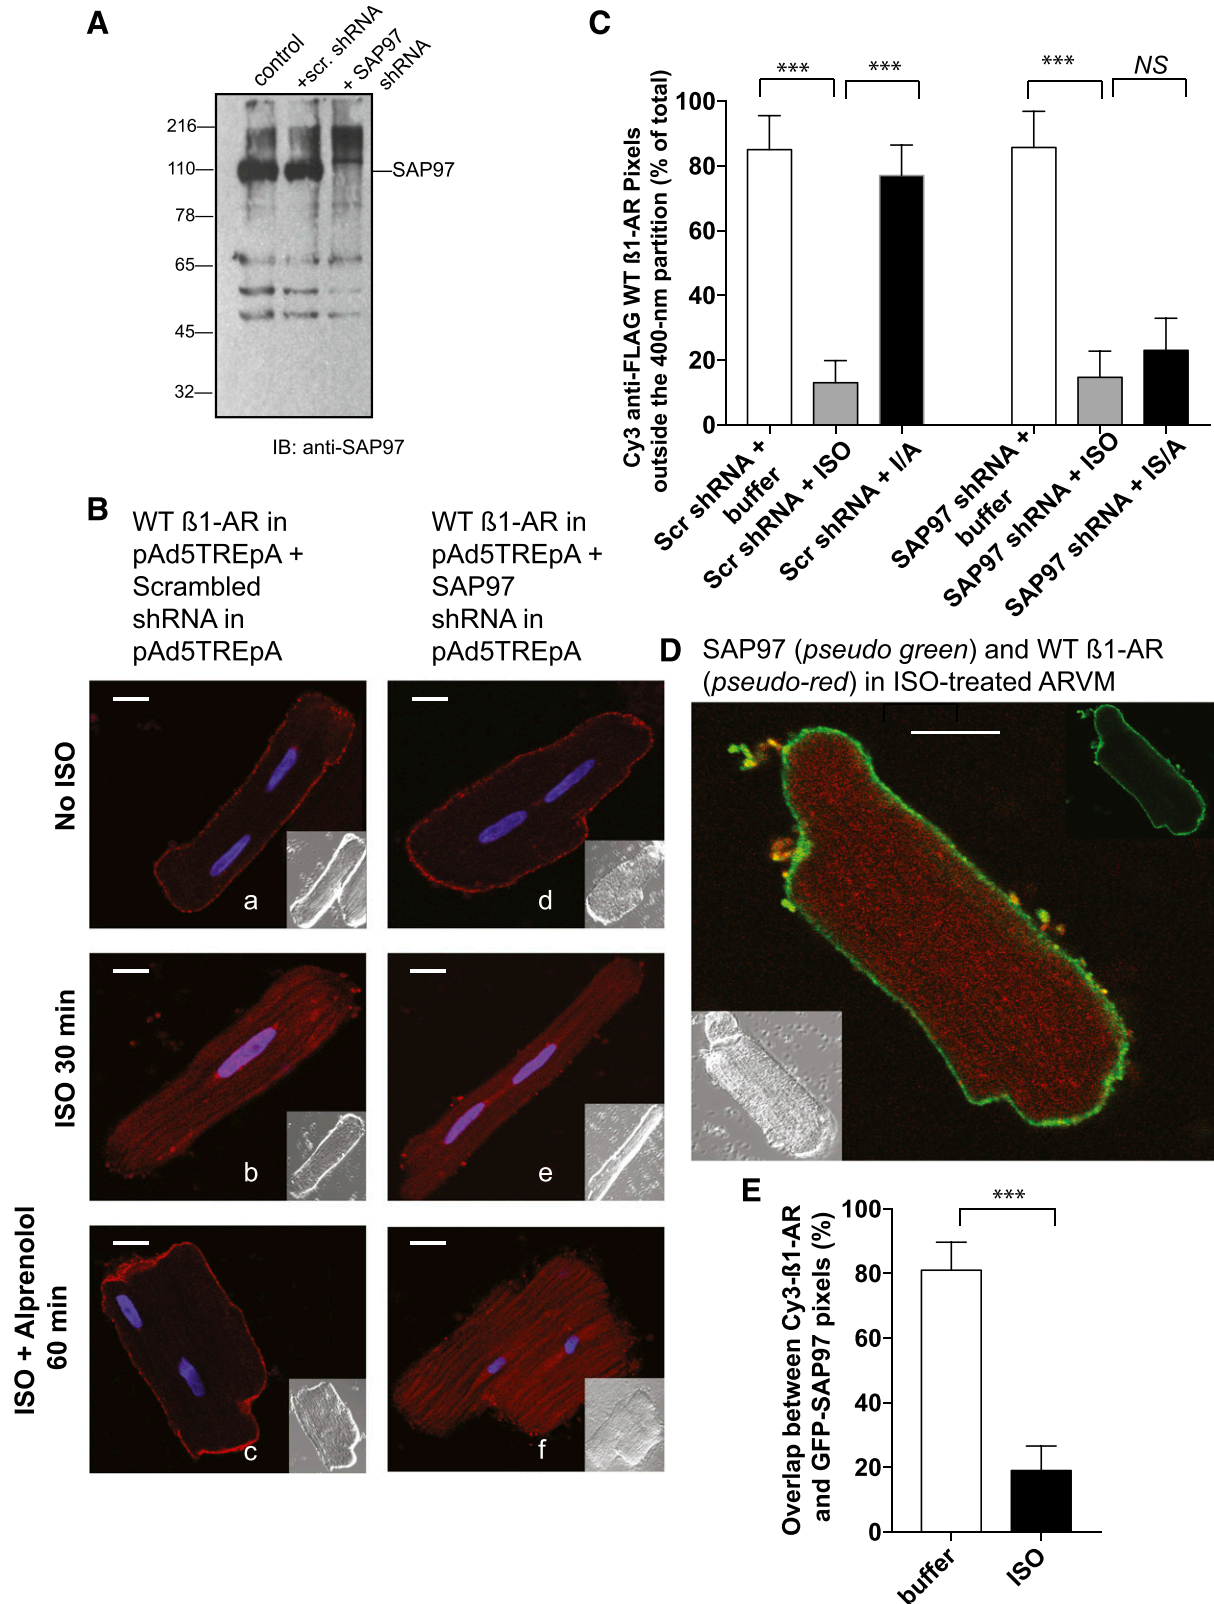 A
control
+scr. shRNA
+ SAP97
shRNA
216
110
78
65
45
32
SAP97
IB: anti-SAP97
B
WT ß1-AR in
pAd5TREpA +
Scrambled
shRNA in
pAd5TREpA
WT ß1-AR in
pAd5TREpA +
SAP97
shRNA in
pAd5TREpA
No ISO
a
d
ISO 30 min
b
e
ISO + Alprenolol
60 min
c
f
C
Cy3 anti-FLAG WT ß1-AR Pixels
outside the 400-nm partition (% of total)
100
80
60
40
20
0
***
***
***
NS
Scr shRNA +
buffer
Scr shRNA + ISO
Scr shRNA + I/A
SAP97 shRNA +
buffer
SAP97 shRNA + ISO
SAP97 shRNA + IS/A
D
SAP97 (pseudo green) and WT ß1-AR
(pseudo-red) in ISO-treated ARVM
E
Overlap between Cy3-ß1-AR
and GFP-SAP97 pixels (%)
100
80
60
40
20
0
***
buffer
ISO